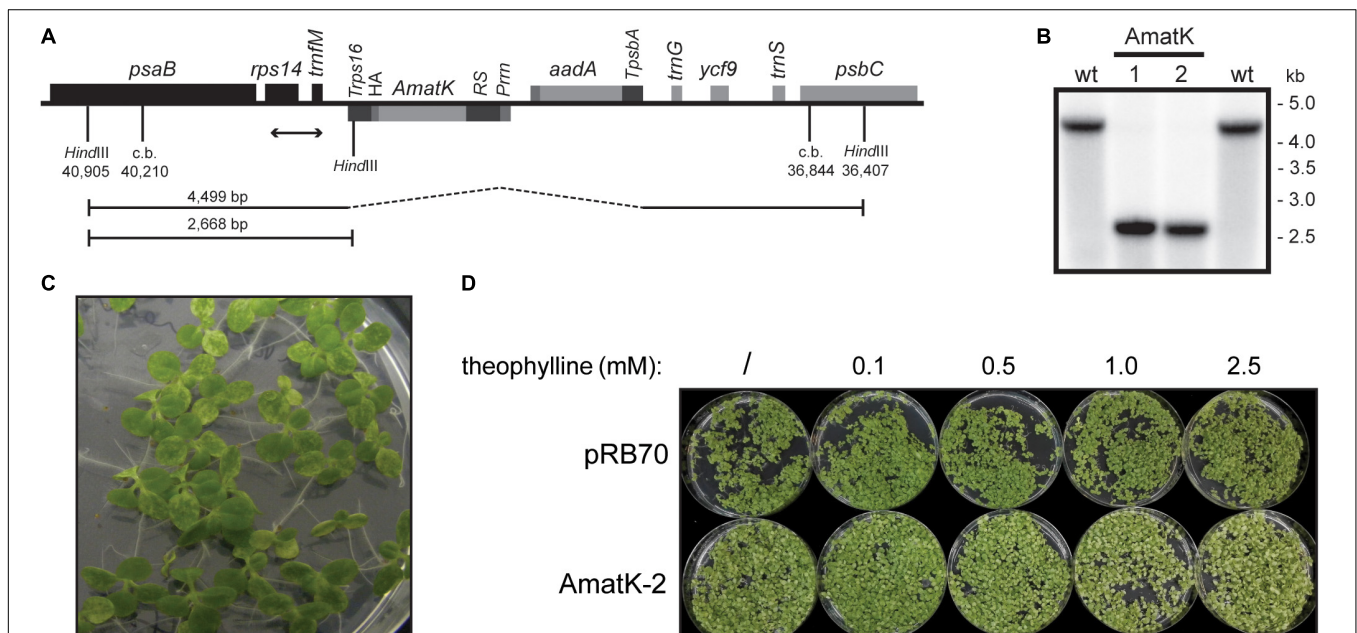 A
psaB
rps14
trnfM
Trps16
HA
AmatK
RS
Prrn
aadA
TpsbA
trnG
ycf9
trnS
psbC
HindIII
40,905
c.b.
40,210
HindIII
c.b.
36,844
HindIII
36,407
4,499 bp
2,668 bp
B
AmatK
wt 1 2 wt kb
- 5.0
- 4.0
- 3.5
- 3.0
- 2.5
C
D
theophylline (mM): / 0.1 0.5 1.0 2.5
pRB70
AmatK-2